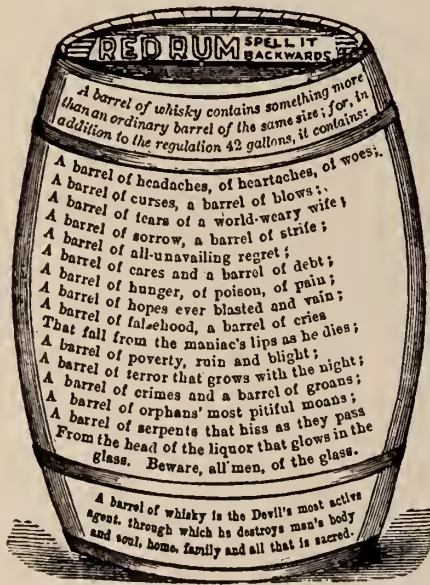 RED RUM SPELL IT
BACKWARDS.
A barrel of whisky contains something more
than an ordinary barrel of the same size; for, in
addition to the regulation 42 gallons, it contains:
A barrel of headaches, of heartaches, of woes;
A barrel of curses, a barrel of blows;
A barrel of tears of a world-weary wife;
A barrel of sorrow, a barrel of strife;
A barrel of all-unavailing regret;
A barrel of cares and a barrel of debt;
A barrel of hunger, of poison, of pain;
A barrel of hopes ever blasted and vain;
A barrel of falsehood, a barrel of cries
That fall from the maniac's lips as he dies;
A barrel of poverty, ruin and blight;
A barrel of terror that grows with the night;
A barrel of crimes and a barrel of groans;
A barrel of orphans' most pitiful moans;
A barrel of serpents that hiss as they pass
From the head of the liquor that glows in the
glass. Beware, all men, of the glass.
A barrel of whisky is the Devil's most active
agent, through which he destroys man's body
and soul, home, family and all that is sacred.